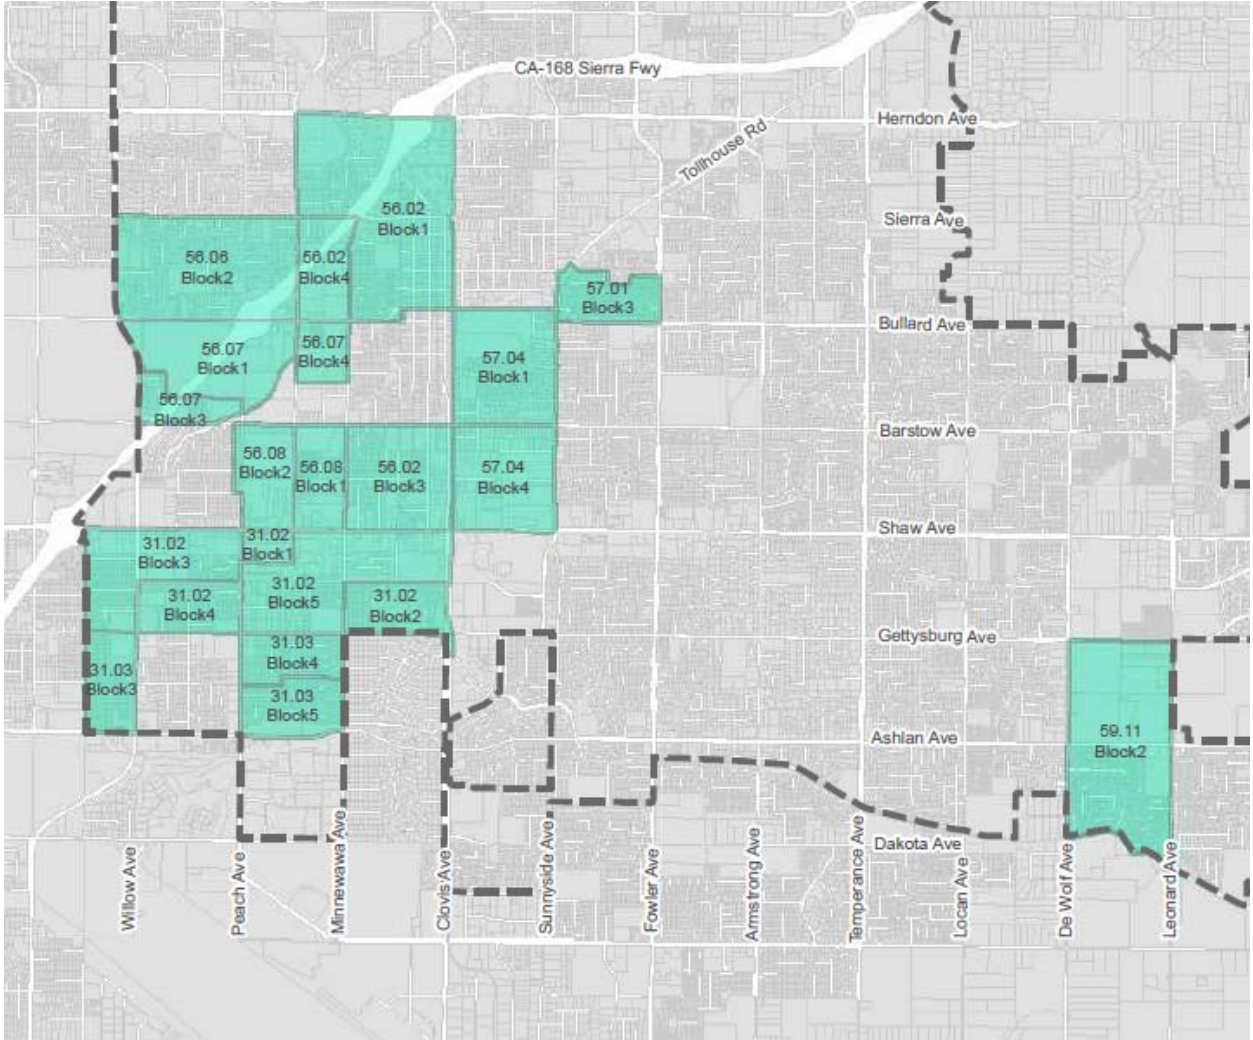 CA-168 Sierra Fwy
Herndon Ave
Tollhouse Rd
56.02
Block1
Sierra Ave
56.06
Block2
56.02
Block4
57.01
Block3
Bullard Ave
56.07
Block1
56.07
Block4
57.04
Block1
56.07
Block3
Barstow Ave
56.08
Block2
56.08
Block1
56.02
Block3
57.04
Block4
Shaw Ave
31.02
Block3
31.02
Block1
31.02
Block4
31.02
Block5
31.02
Block2
Gettysburg Ave
31.03
Block3
31.03
Block4
31.03
Block5
Ashlan Ave
59.11
Block2
Dakota Ave
Willow Ave
Peach Ave
Minnewawa Ave
Clovis Ave
Sunnyside Ave
Fowler Ave
Armstrong Ave
Temperance Ave
Locan Ave
De Wolf Ave
Leonard Ave